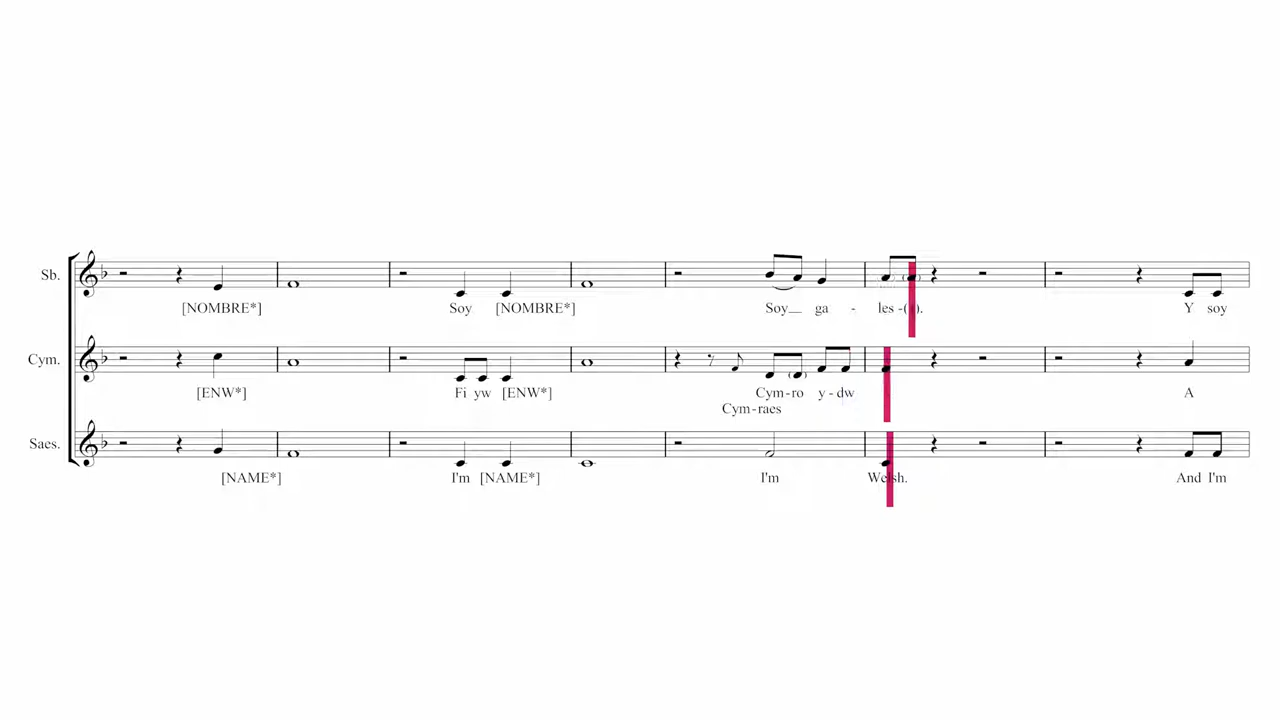 Sb.
[NOMBRE*] Soy [NOMBRE*] Soy ga - les - ( ). Y soy
Cym.
[ENW*] Fi yw [ENW*] Cym - ro y - dw A
Cym - raes
Saes.
[NAME*] I'm [NAME*] I'm Welsh. And I'm